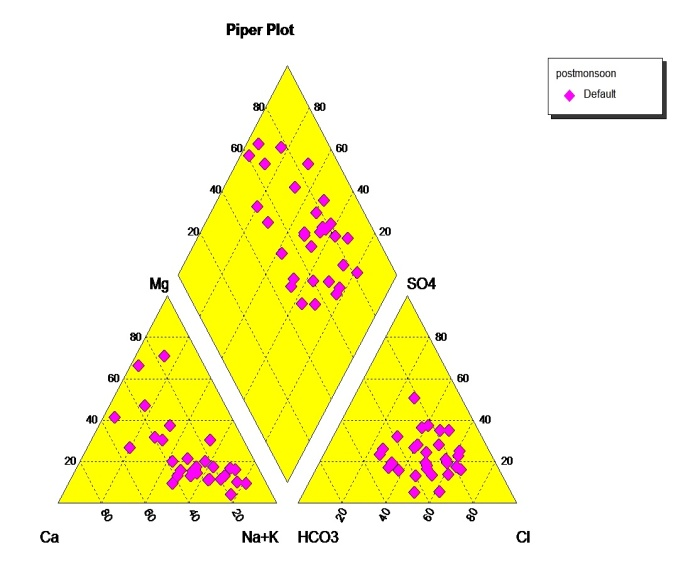 Piper Plot
postmonsoon
Default
80 80
60 60
40 40
20 20
Mg SO4
80 80
60 60
40 40
20 20
80 60 40 20 20 40 60 80
Ca Na+K HCO3 Cl